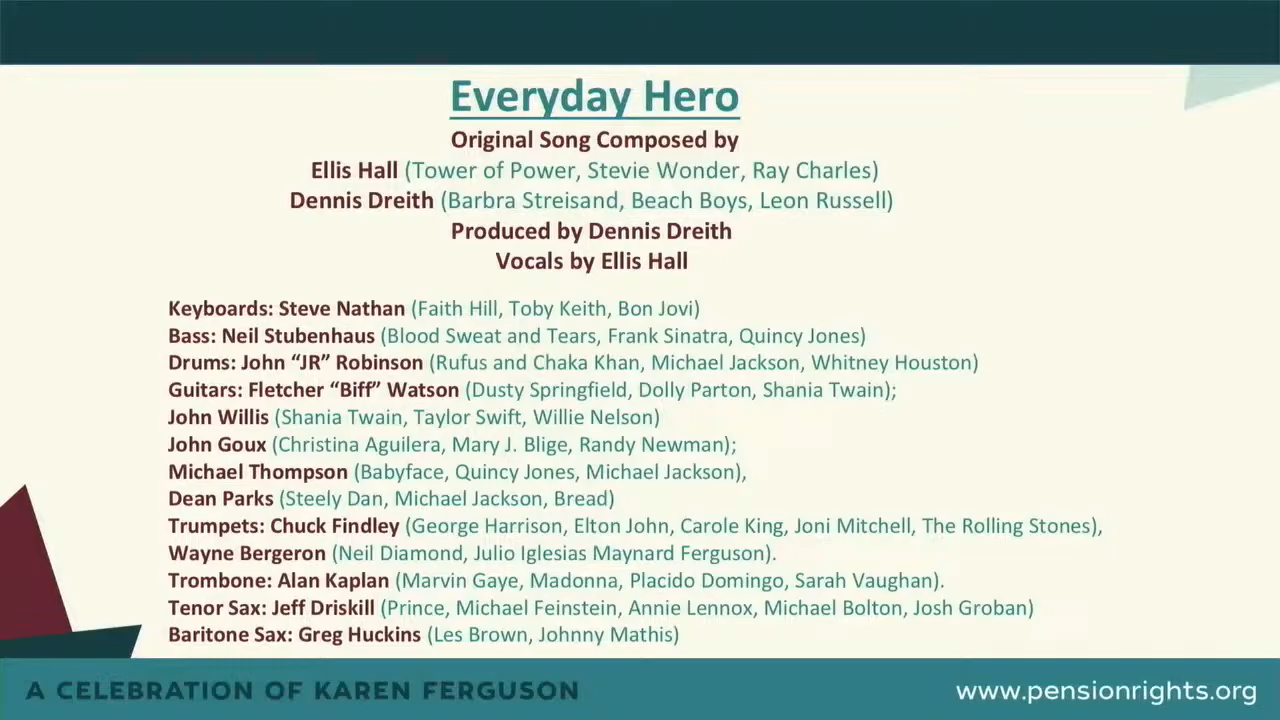 Everyday Hero
Original Song Composed by
Ellis Hall (Tower of Power, Stevie Wonder, Ray Charles)
Dennis Dreith (Barbra Streisand, Beach Boys, Leon Russell)
Produced by Dennis Dreith
Vocals by Ellis Hall
Keyboards: Steve Nathan (Faith Hill, Toby Keith, Bon Jovi)
Bass: Neil Stubenhaus (Blood Sweat and Tears, Frank Sinatra, Quincy Jones)
Drums: John “JR” Robinson (Rufus and Chaka Khan, Michael Jackson, Whitney Houston)
Guitars: Fletcher “Biff” Watson (Dusty Springfield, Dolly Parton, Shania Twain);
John Willis (Shania Twain, Taylor Swift, Willie Nelson)
John Goux (Christina Aguilera, Mary J. Blige, Randy Newman);
Michael Thompson (Babyface, Quincy Jones, Michael Jackson),
Dean Parks (Steely Dan, Michael Jackson, Bread)
Trumpets: Chuck Findley (George Harrison, Elton John, Carole King, Joni Mitchell, The Rolling Stones),
Wayne Bergeron (Neil Diamond, Julio Iglesias Maynard Ferguson).
Trombone: Alan Kaplan (Marvin Gaye, Madonna, Placido Domingo, Sarah Vaughan).
Tenor Sax: Jeff Driskill (Prince, Michael Feinstein, Annie Lennox, Michael Bolton, Josh Groban)
Baritone Sax: Greg Huckins (Les Brown, Johnny Mathis)
A CELEBRATION OF KAREN FERGUSON
www.pensionrights.org